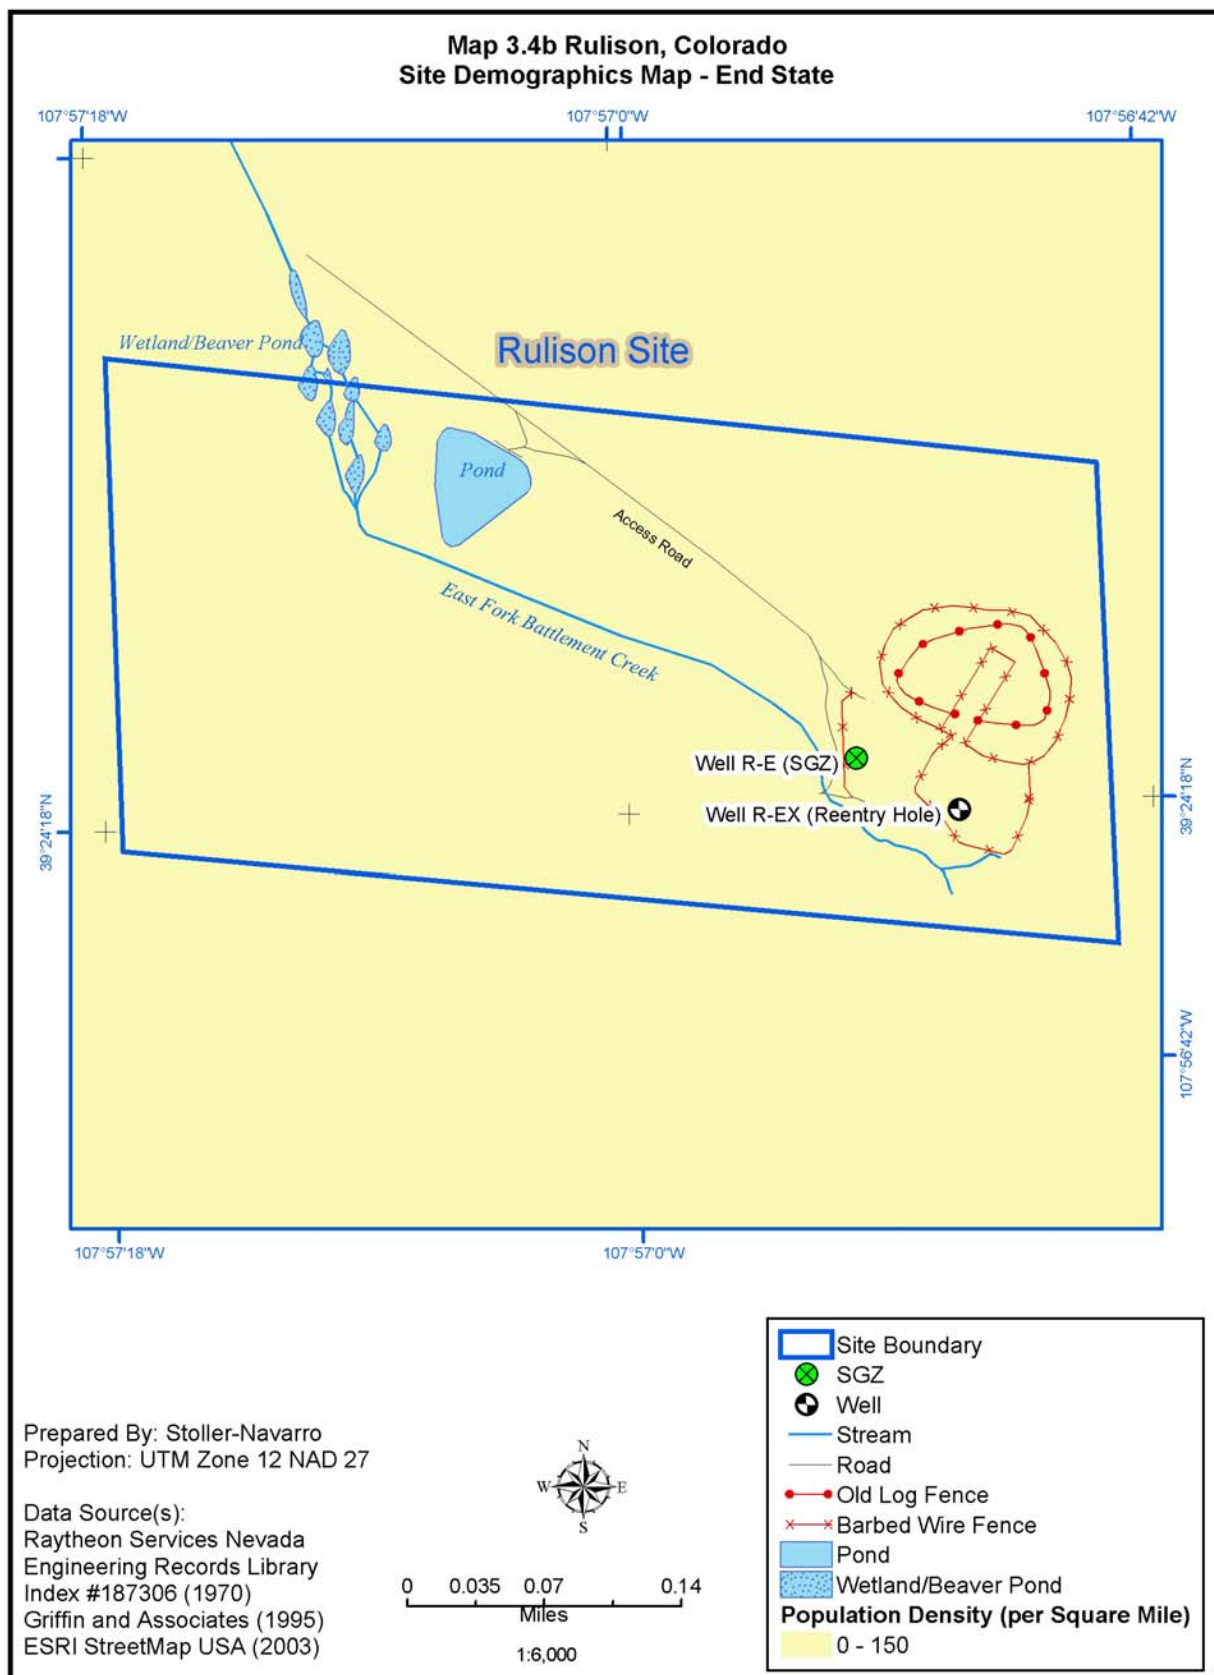 Map 3.4b Rulison, Colorado
Site Demographics Map - End State
107°57'18"W
107°57'0"W
107°56'42"W
Wetland/Beaver Pond
Rulison Site
Pond
Access Road
East Fork Battlement Creek
Well R-E (SGZ)
Well R-EX (Reentry Hole)
39°24'18"N
39°24'18"N
107°56'42"W
107°57'18"W
107°57'0"W
Prepared By: Stoller-Navarro
Projection: UTM Zone 12 NAD 27
Data Source(s):
Raytheon Services Nevada
Engineering Records Library
Index #187306 (1970)
Griffin and Associates (1995)
ESRI StreetMap USA (2003)
N
W E
S
0 0.035 0.07 0.14
Miles
1:6,000
Site Boundary
SGZ
Well
Stream
Road
Old Log Fence
Barbed Wire Fence
Pond
Wetland/Beaver Pond
Population Density (per Square Mile)
0 - 150